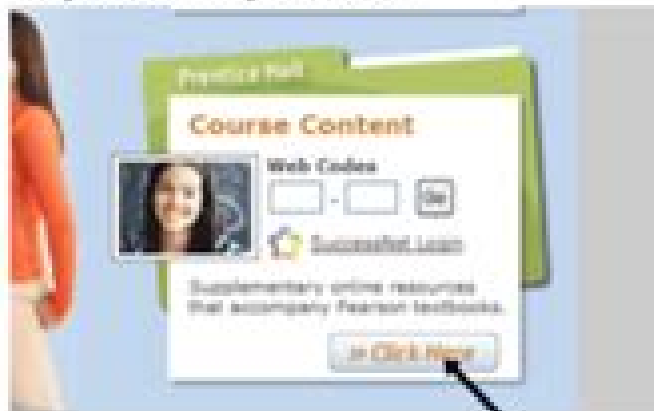 Prentice Hall
Course Content
Web Codes
- Go
SuccessNet Login
Supplementary online resources
that accompany Pearson textbooks.
» Click Here